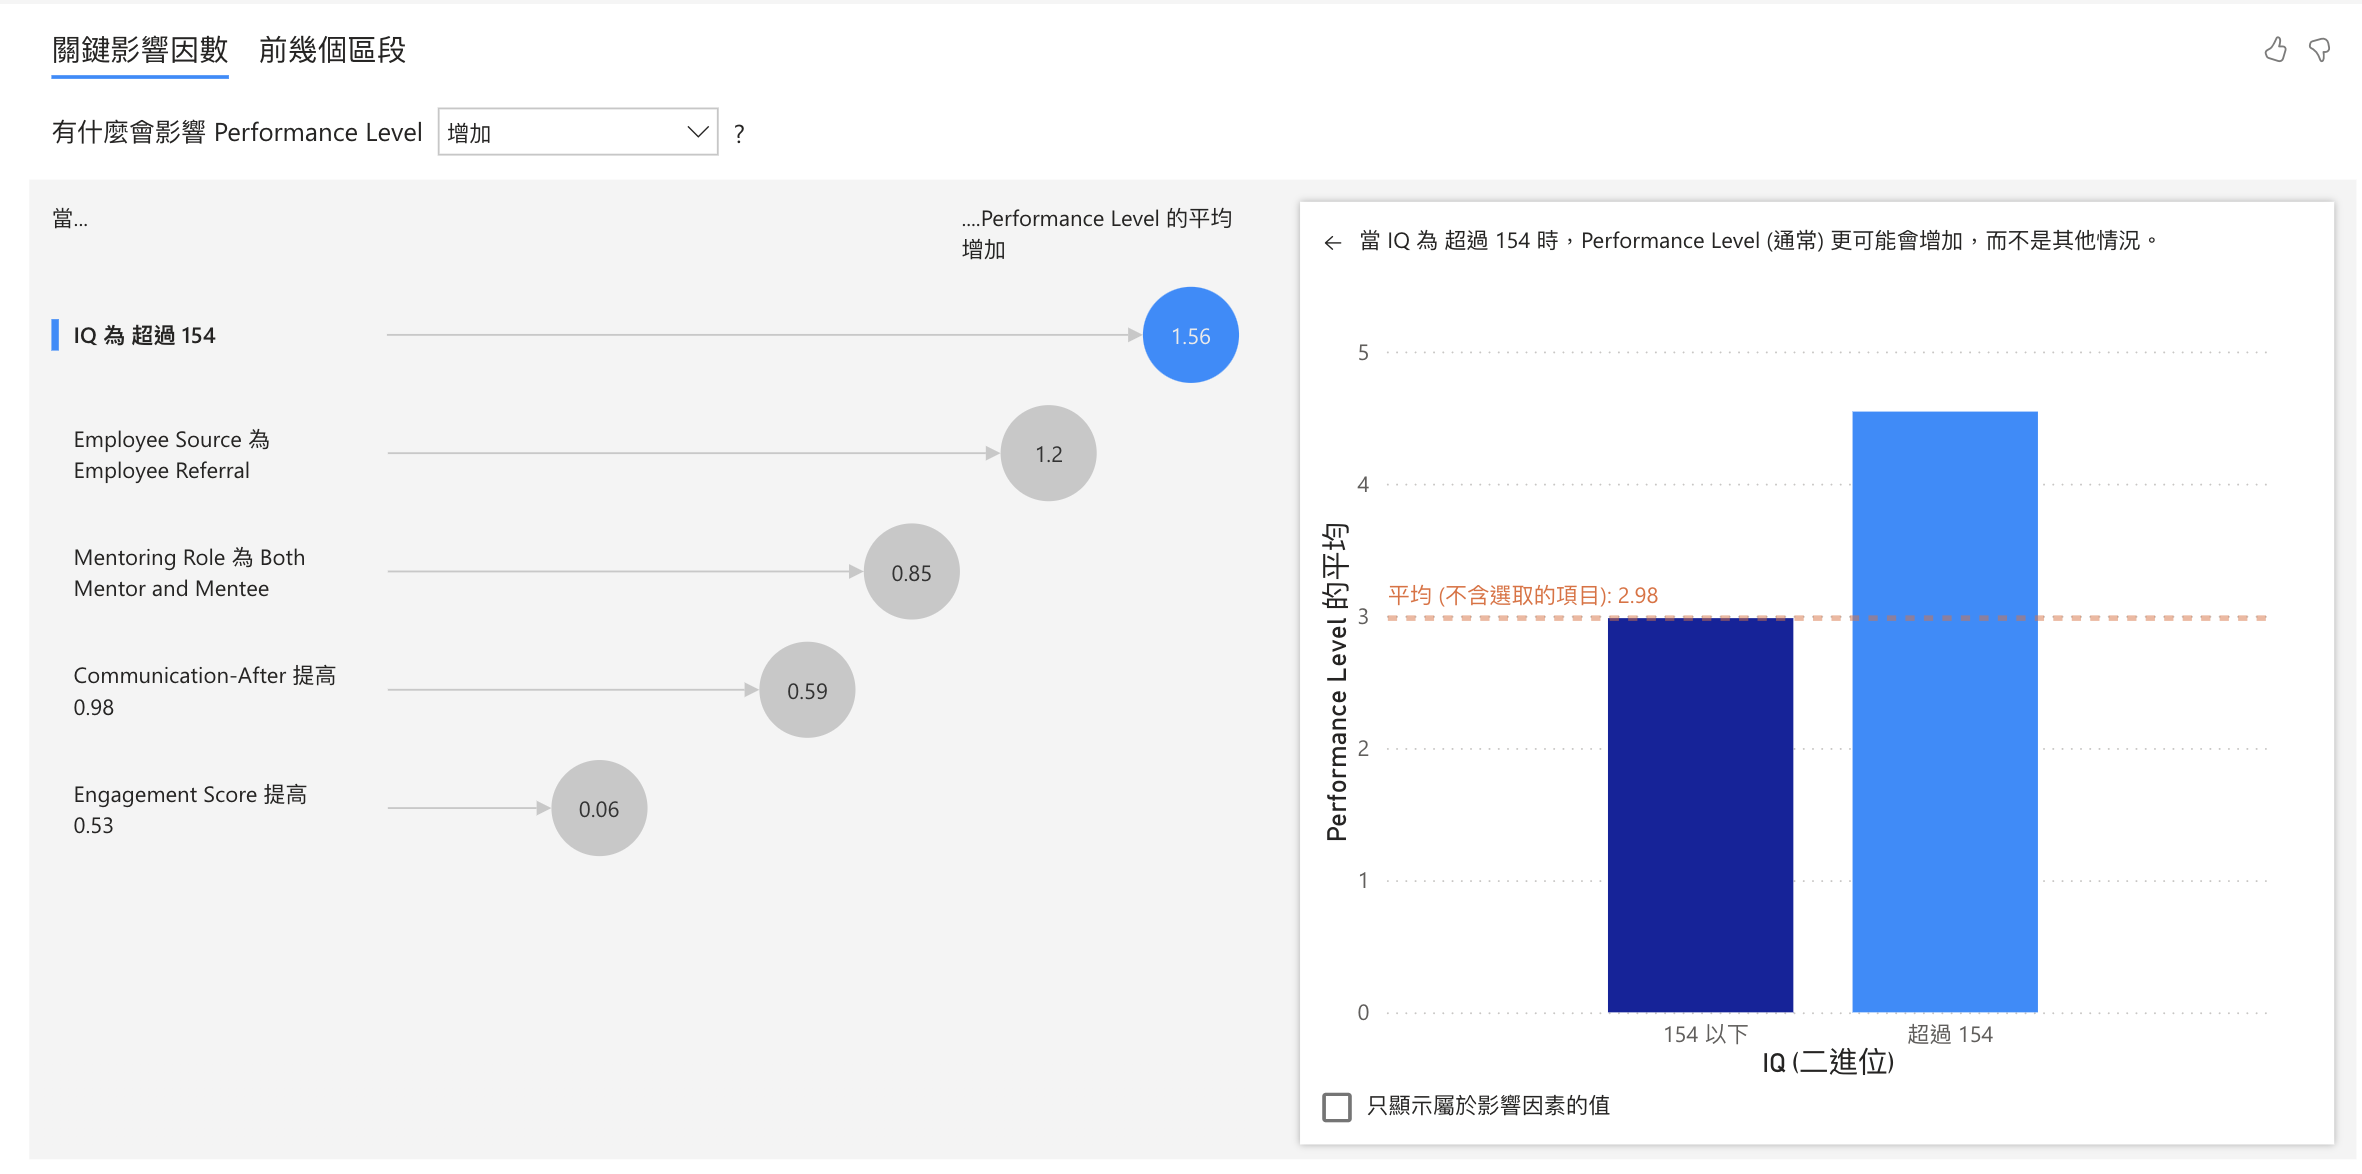 關鍵影響因數 前幾個區段
有什麼會影響 Performance Level 增加 ?
當...
....Performance Level 的平均
增加
IQ 為 超過 154
1.56
Employee Source 為
Employee Referral
1.2
Mentoring Role 為 Both
Mentor and Mentee
0.85
Communication-After 提高
0.98
0.59
Engagement Score 提高
0.53
0.06
← 當 IQ 為 超過 154 時，Performance Level (通常) 更可能會增加，而不是其他情況。
Performance Level 的平均
5
4
平均 (不含選取的項目): 2.98
3
2
1
0
154 以下 超過 154
IQ (二進位)
只顯示屬於影響因素的值